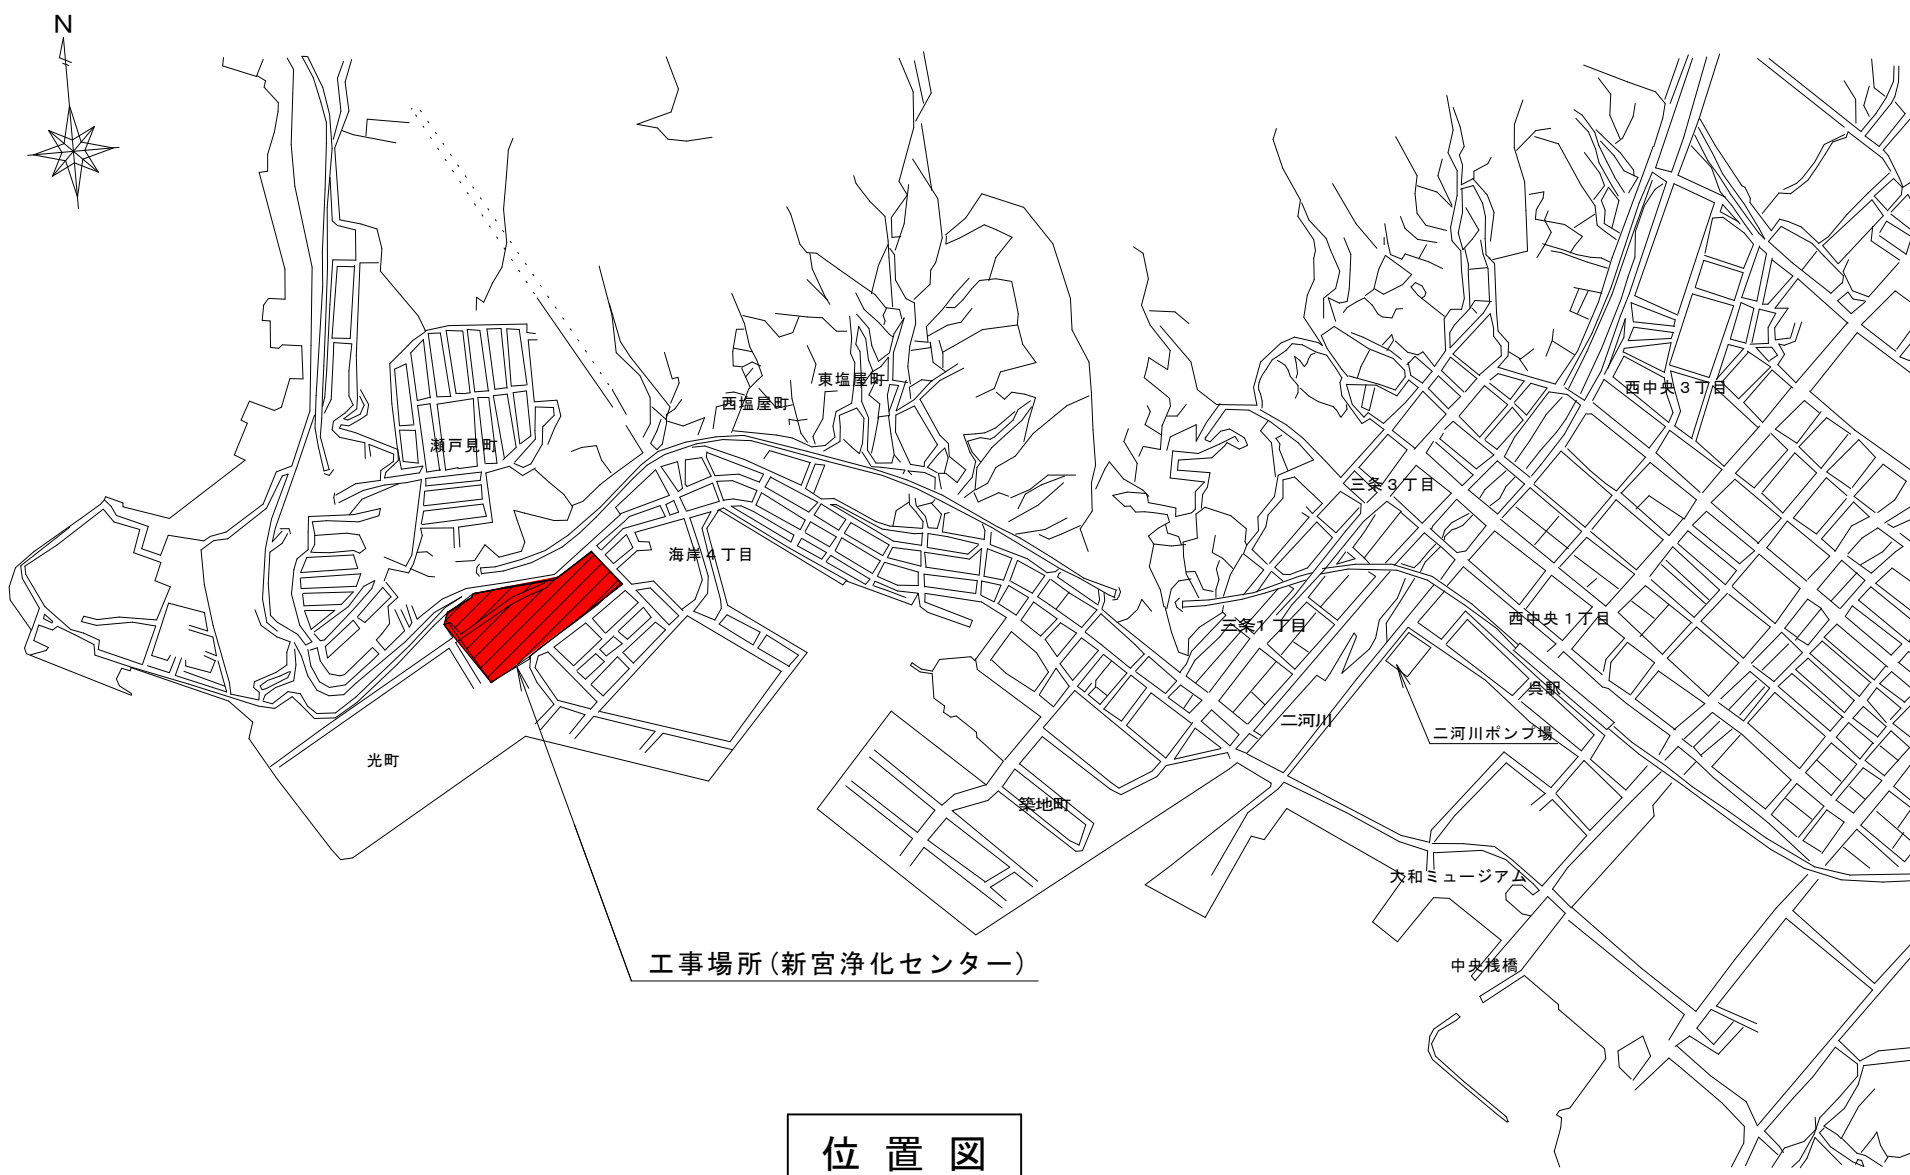 N
東塩屋町
西塩屋町
西中央３丁目
瀬戸見町
三条３丁目
海岸４丁目
西中央１丁目
三条１丁目
呉駅
二河川
二河川ポンプ場
光町
築地町
大和ミュージアム
工事場所(新宮浄化センター)
中央桟橋
位置図